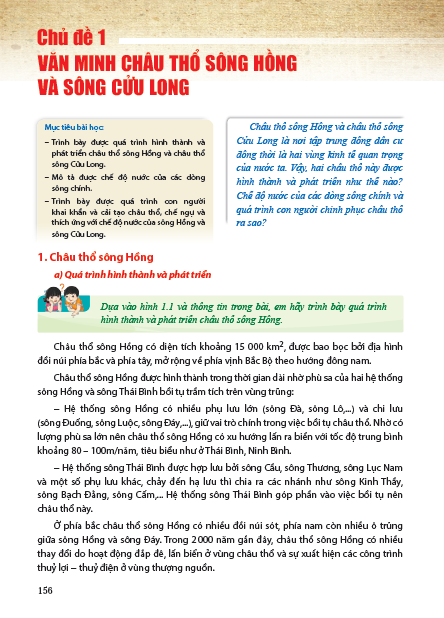 Chủ đề 1
VĂN MINH CHÂU THỔ SÔNG HỒNG
VÀ SÔNG CỬU LONG
Mục tiêu bài học:
– Trình bày được quá trình hình thành và
phát triển châu thổ sông Hồng và châu thổ
sông Cửu Long.
– Mô tả được chế độ nước của các dòng
sông chính.
– Trình bày được quá trình con người
khai khẩn và cải tạo châu thổ, chế ngự và
thích ứng với chế độ nước của sông Hồng và
sông Cửu Long.
Châu thổ sông Hồng và châu thổ sông
Cửu Long là nơi tập trung đông dân cư
đồng thời là hai vùng kinh tế quan trọng
của nước ta. Vậy, hai châu thổ này được
hình thành và phát triển như thế nào?
Chế độ nước của các dòng sông chính và
quá trình con người chinh phục châu thổ
ra sao?
1. Châu thổ sông Hồng
a) Quá trình hình thành và phát triển
Dựa vào hình 1.1 và thông tin trong bài, em hãy trình bày quá trình
hình thành và phát triển châu thổ sông Hồng.
Châu thổ sông Hồng có diện tích khoảng 15 000 km², được bao bọc bởi địa hình
đồi núi phía bắc và phía tây, mở rộng về phía vịnh Bắc Bộ theo hướng đông nam.
Châu thổ sông Hồng được hình thành trong thời gian dài nhờ phù sa của hai hệ thống
sông Hồng và sông Thái Bình bồi tụ trầm tích trên vùng trũng:
– Hệ thống sông Hồng có nhiều phụ lưu lớn (sông Đà, sông Lô,...) và chi lưu
(sông Đuống, sông Luộc, sông Đáy,...), giữ vai trò chính trong việc bồi tụ châu thổ. Nhờ có
lượng phù sa lớn nên châu thổ sông Hồng có xu hướng lấn ra biển với tốc độ trung bình
khoảng 80 – 100m/năm, tiêu biểu như ở Thái Bình, Ninh Bình.
– Hệ thống sông Thái Bình được hợp lưu bởi sông Cầu, sông Thương, sông Lục Nam
và một số phụ lưu khác, chảy đến hạ lưu thì chia ra các nhánh như sông Kinh Thầy,
sông Bạch Đằng, sông Cấm,... Hệ thống sông Thái Bình góp phần vào việc bồi tụ nên
châu thổ này.
Ở phía bắc châu thổ sông Hồng có nhiều đồi núi sót, phía nam còn nhiều ô trũng
giữa sông Hồng và sông Đáy. Trong 2 000 năm gần đây, châu thổ sông Hồng có nhiều
thay đổi do hoạt động đắp đê, lấn biển ở vùng châu thổ và sự xuất hiện các công trình
thuỷ lợi – thuỷ điện ở vùng thượng nguồn.
156